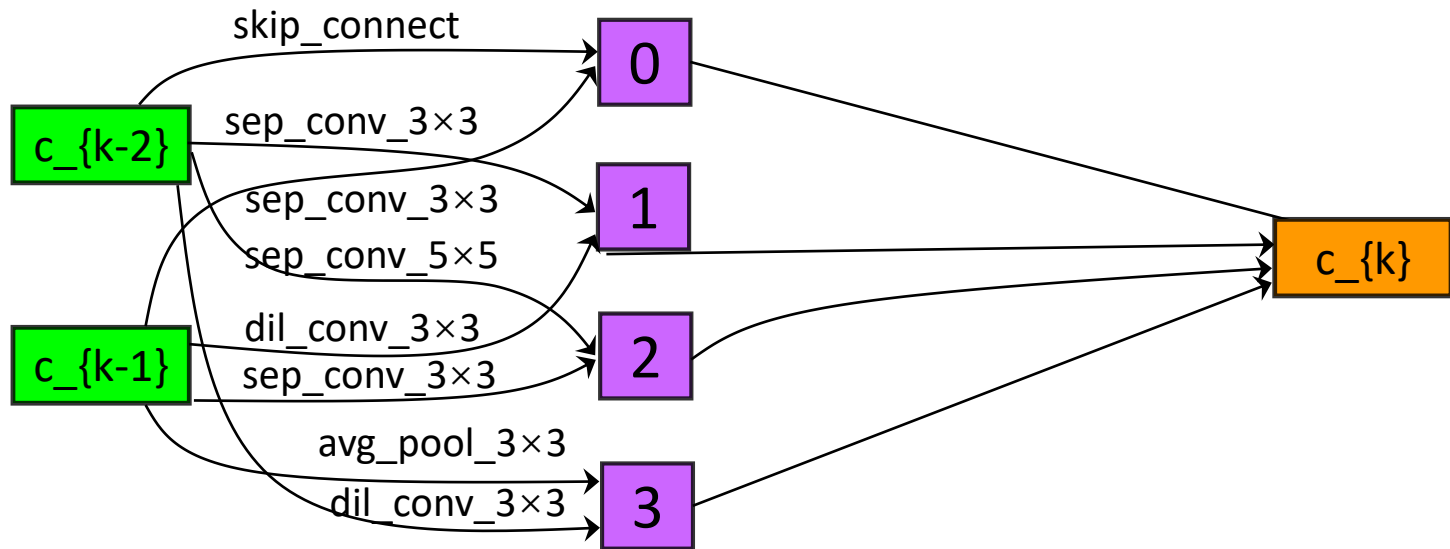 skip_connect
0
c_{k-2}
sep_conv_3×3
sep_conv_3×3
1
sep_conv_5×5
c_{k}
dil_conv_3×3
2
c_{k-1}
sep_conv_3×3
avg_pool_3×3
dil_conv_3×3
3